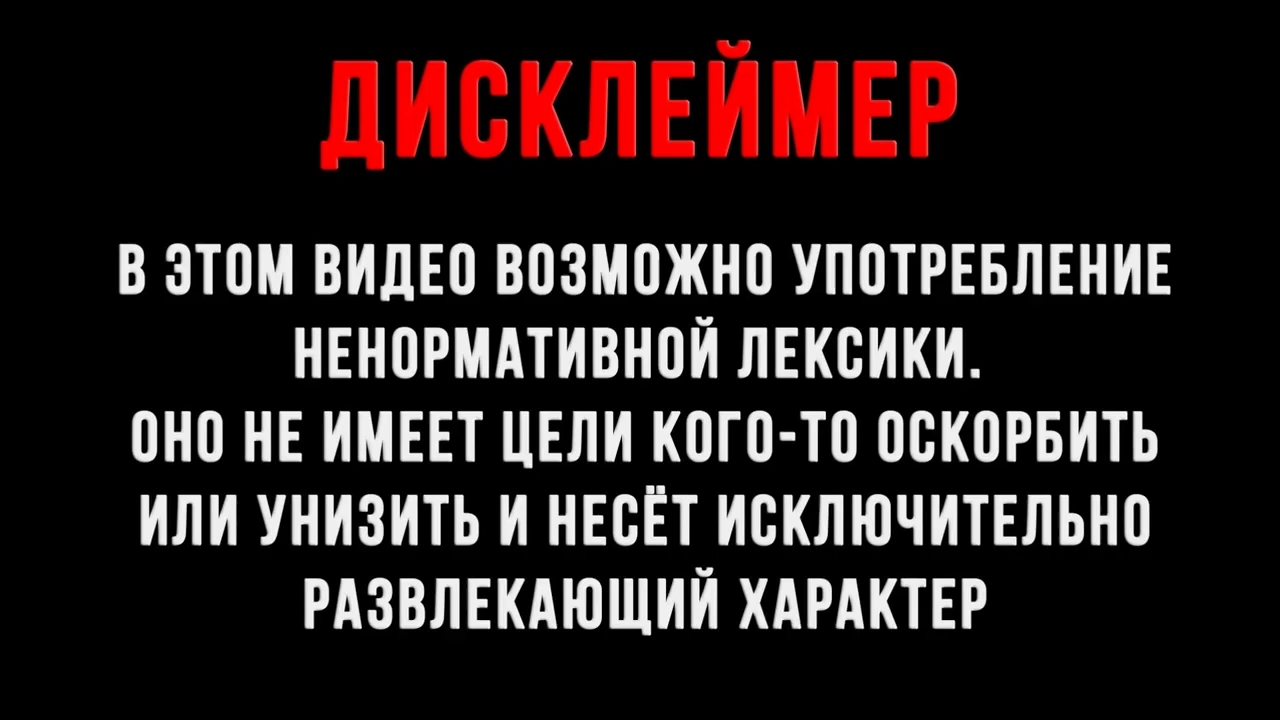 ДИСКЛЕЙМЕР
В ЭТОМ ВИДЕО ВОЗМОЖНО УПОТРЕБЛЕНИЕ
НЕНОРМАТИВНОЙ ЛЕКСИКИ.
ОНО НЕ ИМЕЕТ ЦЕЛИ КОГО-ТО ОСКОРБИТЬ
ИЛИ УНИЗИТЬ И НЕСЁТ ИСКЛЮЧИТЕЛЬНО
РАЗВЛЕКАЮЩИЙ ХАРАКТЕР